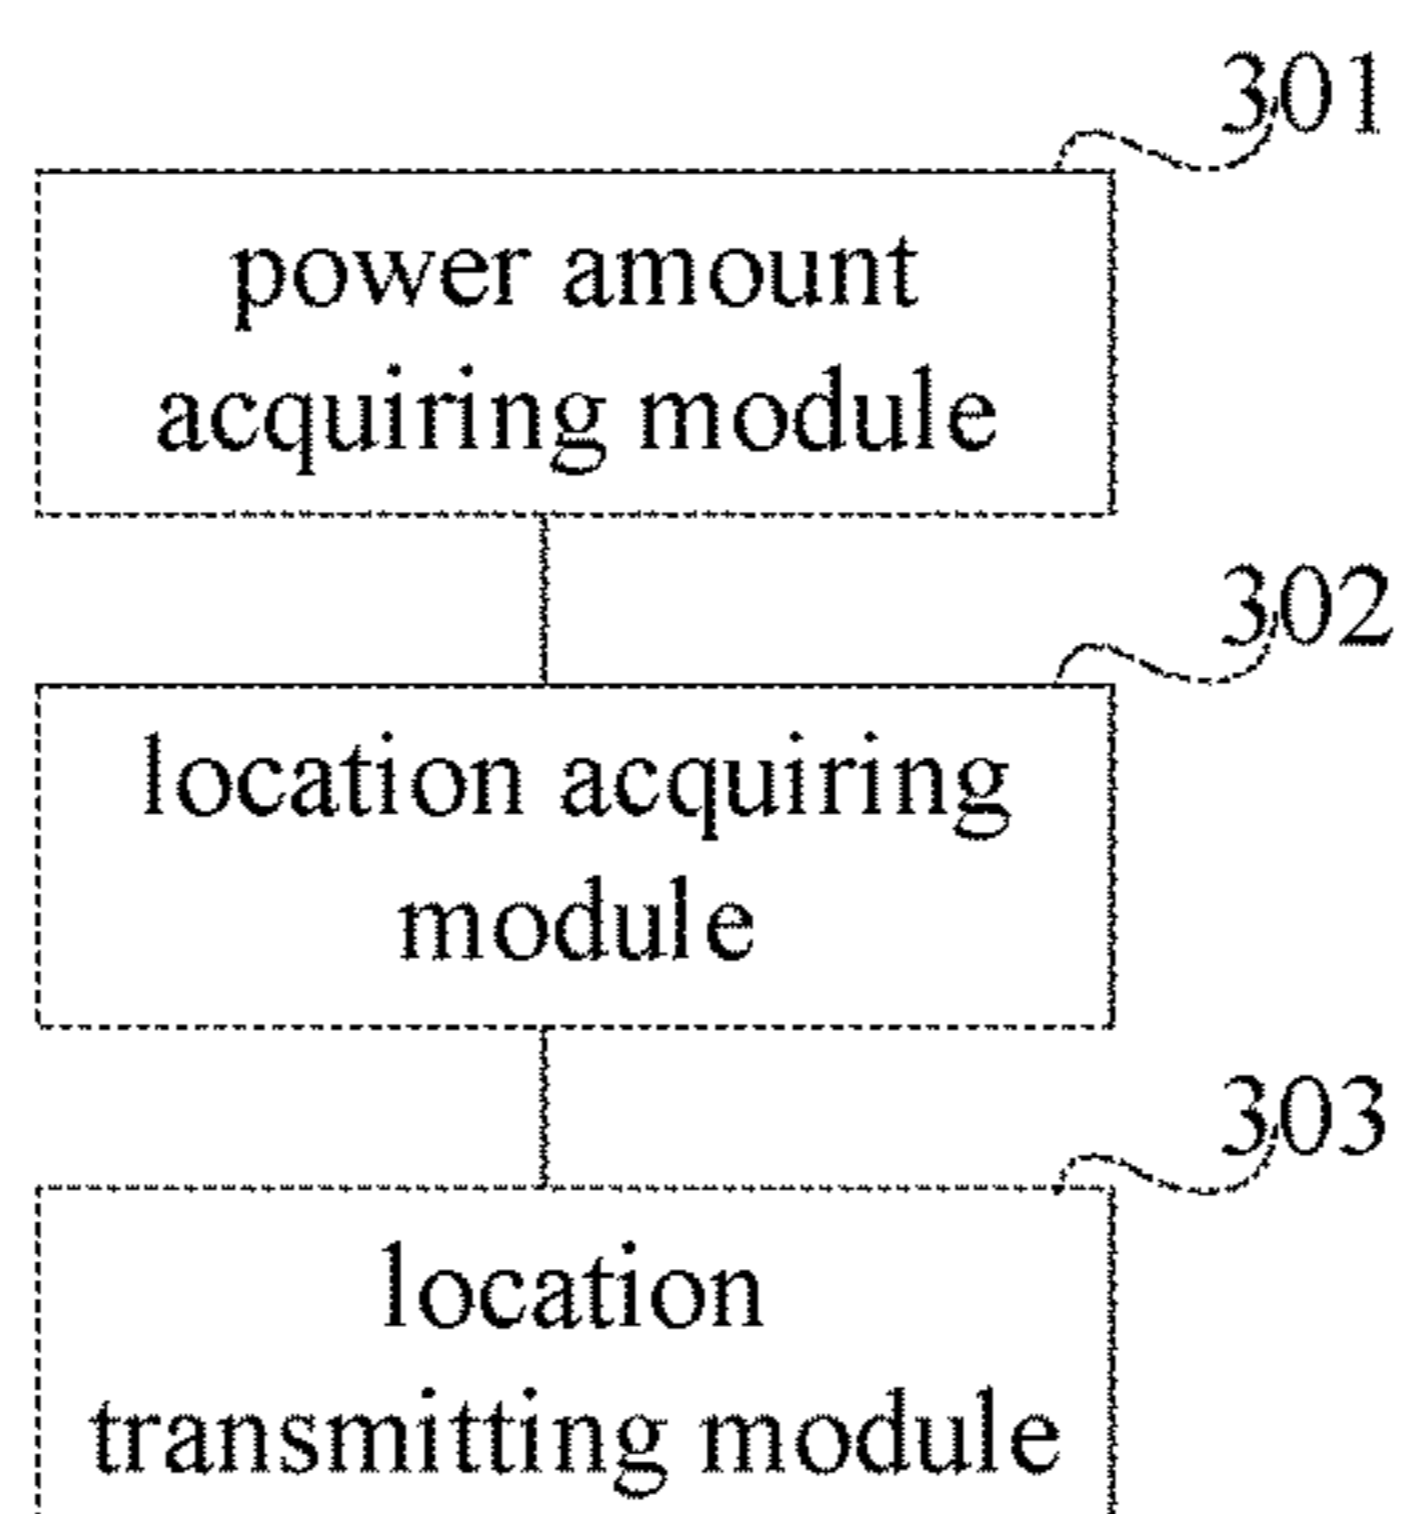 301
power amount
acquiring module
302
location acquiring
module
303
location
transmitting module